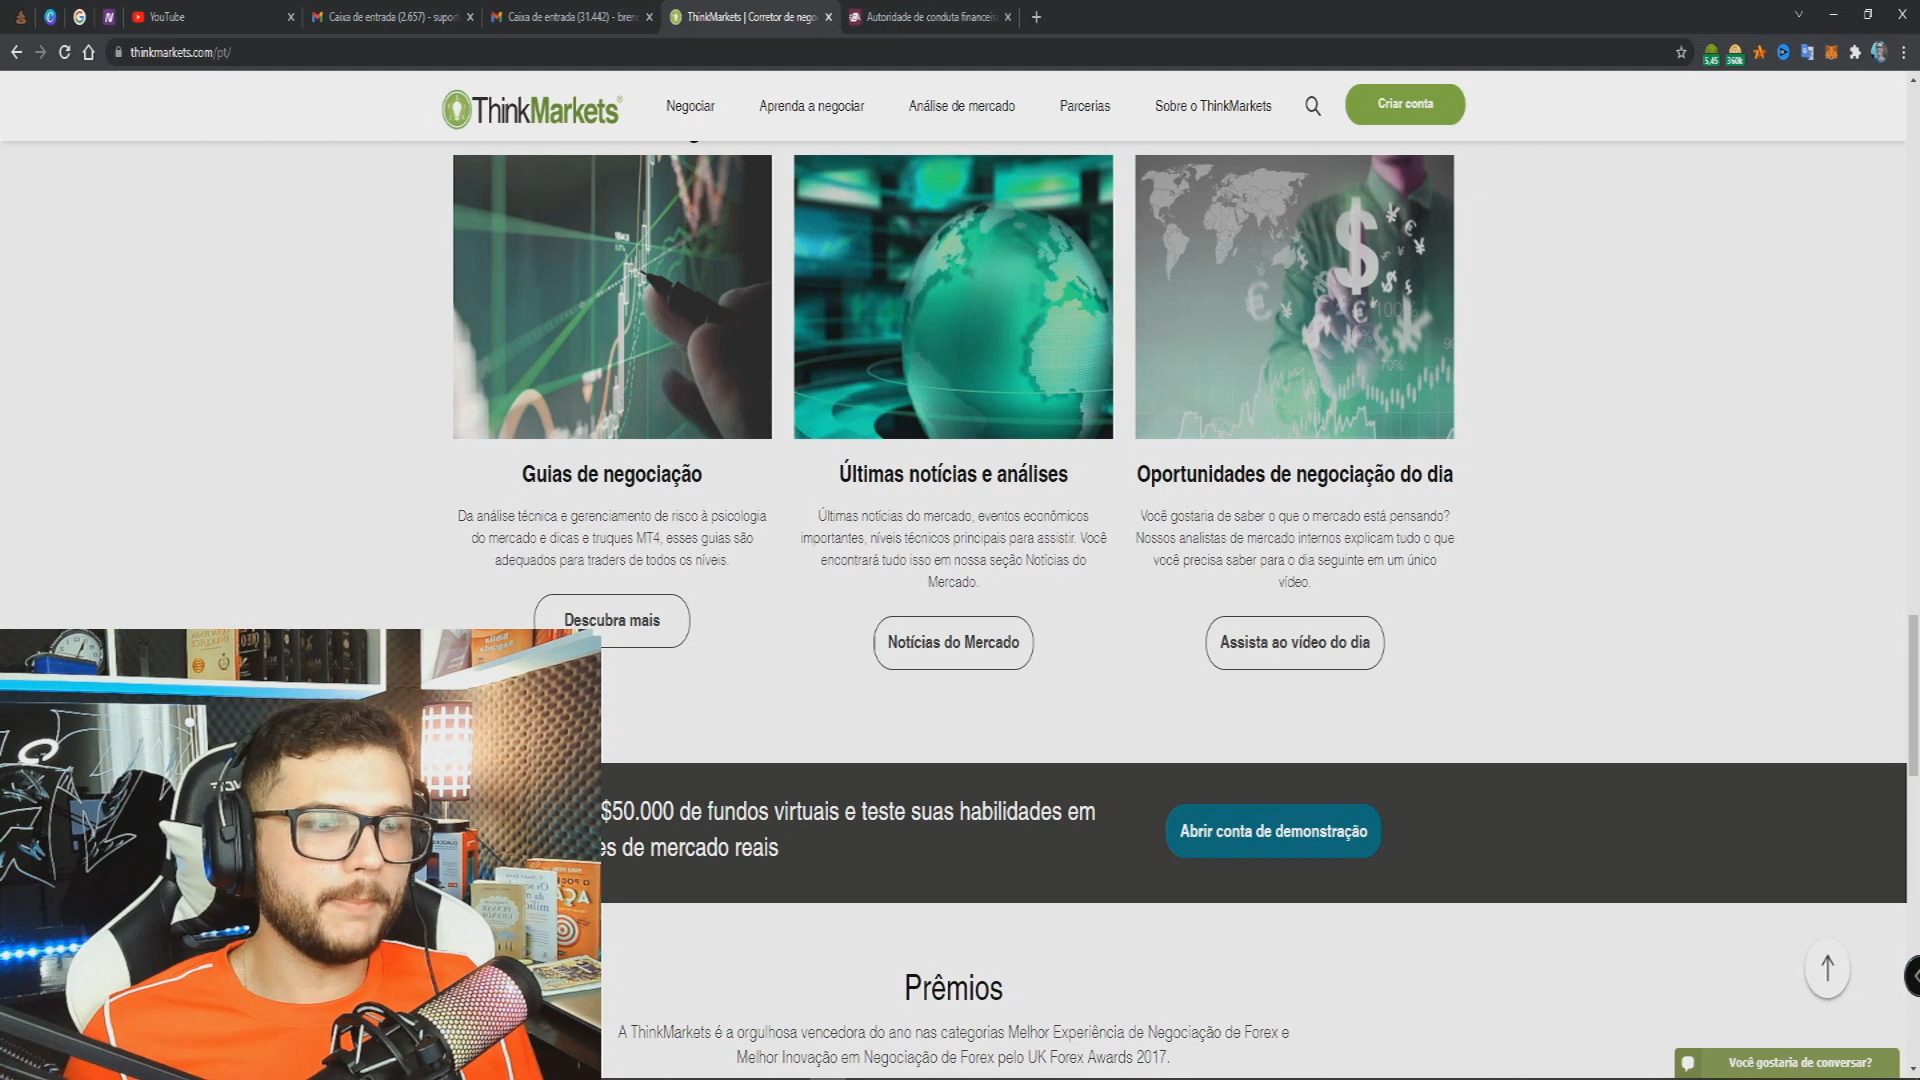 YouTube
Caixa de entrada (2.657) - supor
Caixa de entrada (31.442) - bren
ThinkMarkets | Corretor de nego
Autoridade de conduta financeira
thinkmarkets.com/pt/
5,45
360k
ThinkMarkets
Negociar
Aprenda a negociar
Análise de mercado
Parcerias
Sobre o ThinkMarkets
Criar conta
Guias de negociação
Da análise técnica e gerenciamento de risco à psicologia
do mercado e dicas e truques MT4, esses guias são
adequados para traders de todos os níveis.
Descubra mais
Últimas notícias e análises
Últimas notícias do mercado, eventos econômicos
importantes, níveis técnicos principais para assistir. Você
encontrará tudo isso em nossa seção Notícias do
Mercado.
Notícias do Mercado
Oportunidades de negociação do dia
Você gostaria de saber o que o mercado está pensando?
Nossos analistas de mercado internos explicam tudo o que
você precisa saber para o dia seguinte em um único
vídeo.
Assista ao vídeo do dia
$50.000 de fundos virtuais e teste suas habilidades em
es de mercado reais
Abrir conta de demonstração
Prêmios
A ThinkMarkets é a orgulhosa vencedora do ano nas categorias Melhor Experiência de Negociação de Forex e
Melhor Inovação em Negociação de Forex pelo UK Forex Awards 2017.
Você gostaria de conversar?